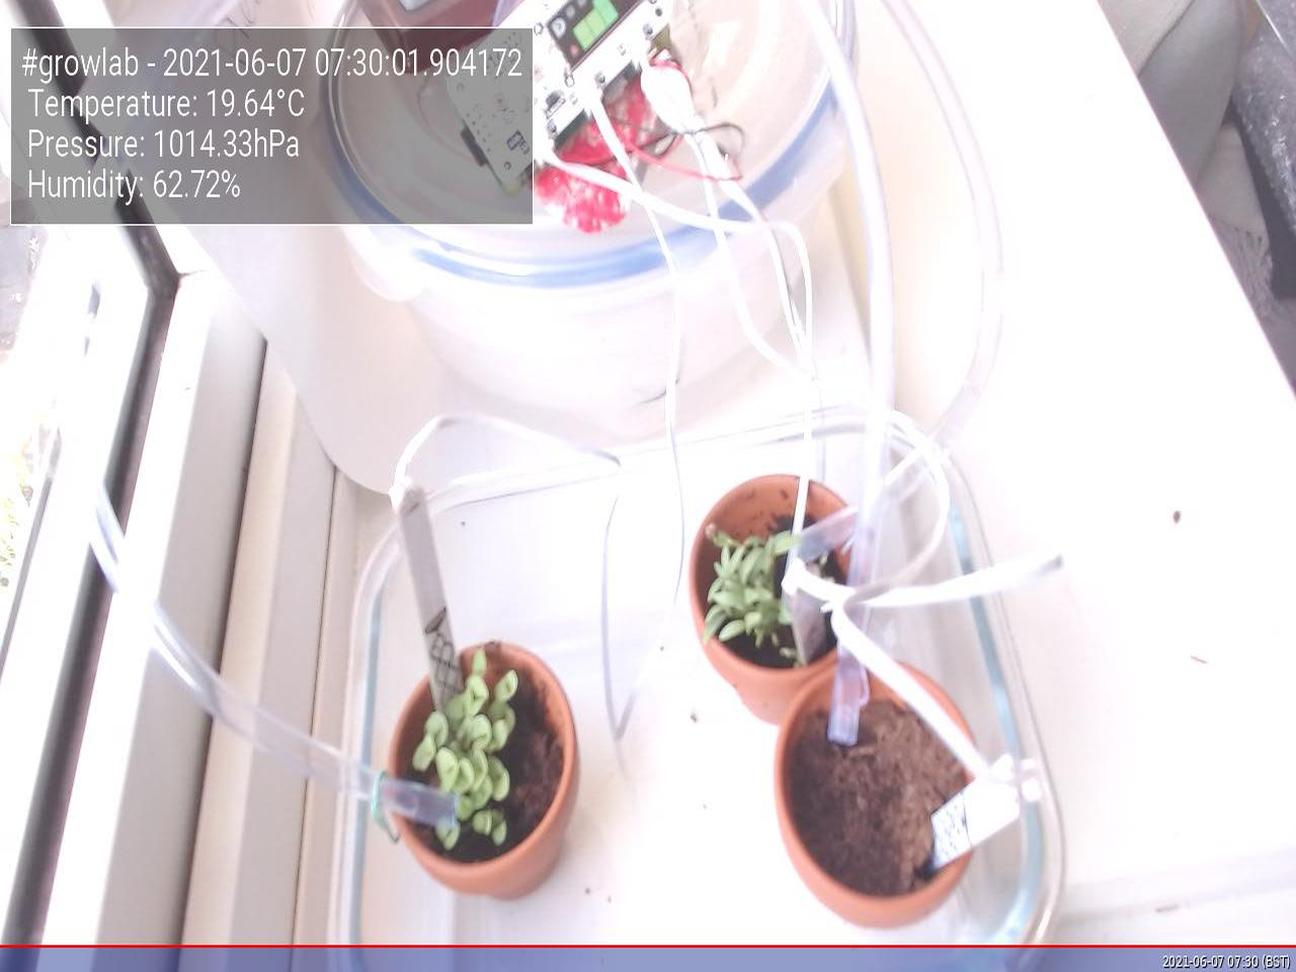 #growlab - 2021-06-07 07:30:01.904172
Temperature: 19.64°C
Pressure: 1014.33hPa
Humidity: 62.72%
2021-06-07 07:30 (BST)